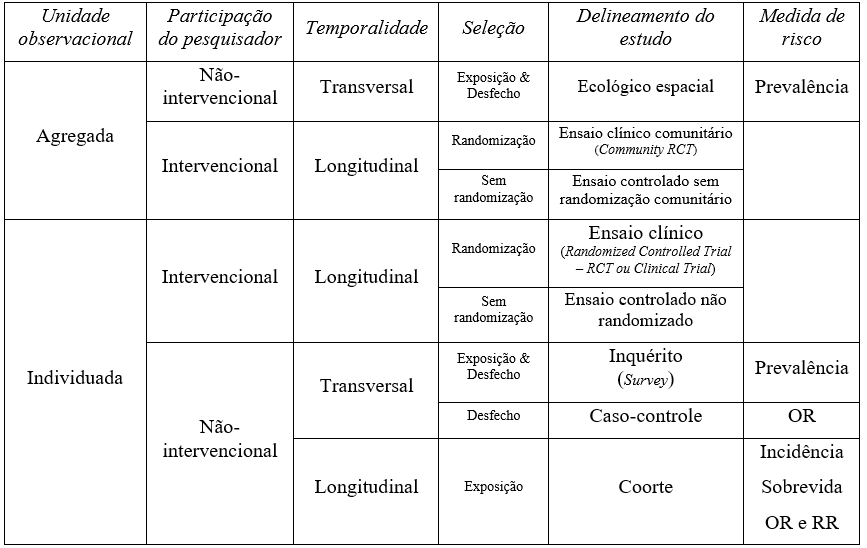 Unidade
observacional
Participação
do pesquisador
Temporalidade
Seleção
Delineamento do
estudo
Medida de
risco
Agregada
Não-
intervencional
Transversal
Exposição &
Desfecho
Ecológico espacial
Prevalência
Intervencional
Longitudinal
Randomização
Ensaio clínico comunitário
(Community RCT)
Sem
randomização
Ensaio controlado sem
randomização comunitário
Individuada
Intervencional
Longitudinal
Randomização
Ensaio clínico
(Randomized Controlled Trial
– RCT ou Clinical Trial)
Sem
randomização
Ensaio controlado não
randomizado
Não-
intervencional
Transversal
Exposição &
Desfecho
Inquérito
(Survey)
Prevalência
Desfecho
Caso-controle
OR
Longitudinal
Exposição
Coorte
Incidência
Sobrevida
OR e RR